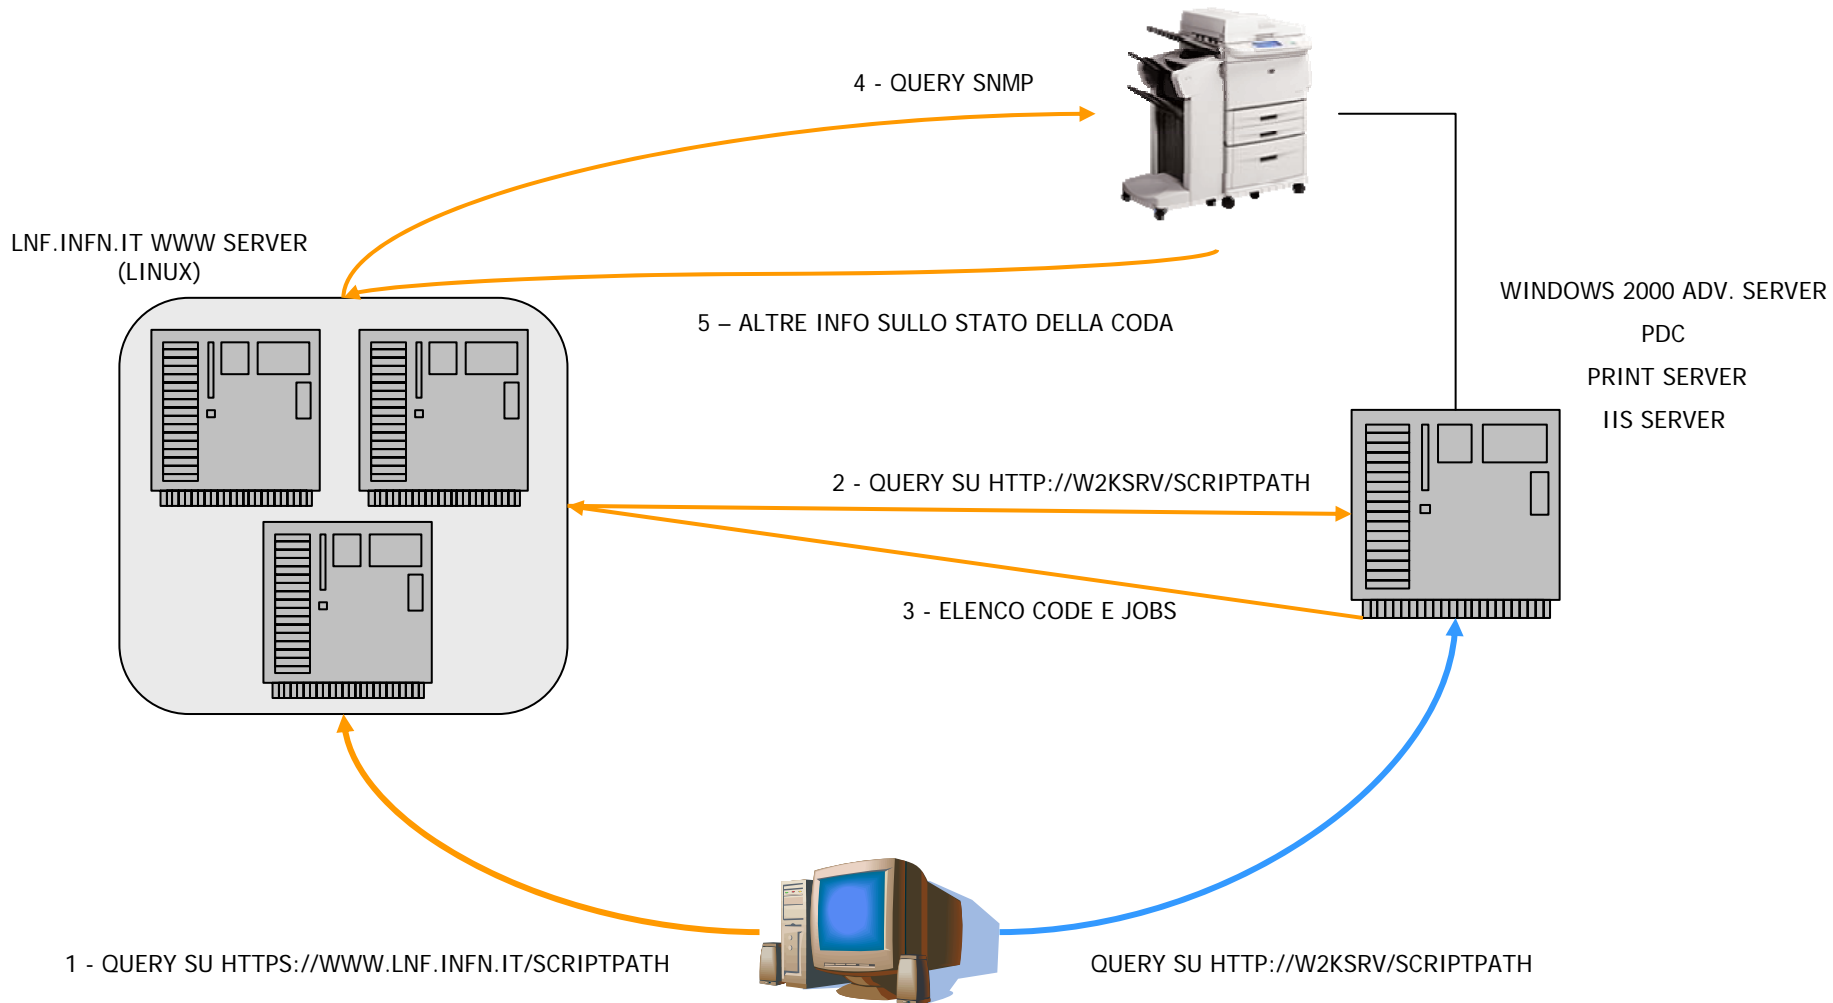 4 - QUERY SNMP
LNF.INFN.IT WWW SERVER
(LINUX)
5 – ALTRE INFO SULLO STATO DELLA CODA
WINDOWS 2000 ADV. SERVER
PDC
PRINT SERVER
IIS SERVER
2 - QUERY SU HTTP://W2KSRV/SCRIPTPATH
3 - ELENCO CODE E JOBS
1 - QUERY SU HTTPS://WWW.LNF.INFN.IT/SCRIPTPATH
QUERY SU HTTP://W2KSRV/SCRIPTPATH